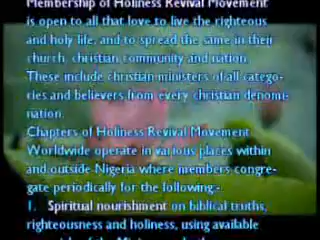 Membership of Holiness Revival Movement
is open to all that love to live the righteous
and holy life, and to spread the same in their
church, christian community and nation.
These include christian ministers of all catego-
ries and believers from every christian denomi-
nation.
Chapters of Holiness Revival Movement
Worldwide operate in various places within
and outside Nigeria where members congre-
gate periodically for the following:-
1. Spiritual nourishment on biblical truths,
righteousness and holiness, using available